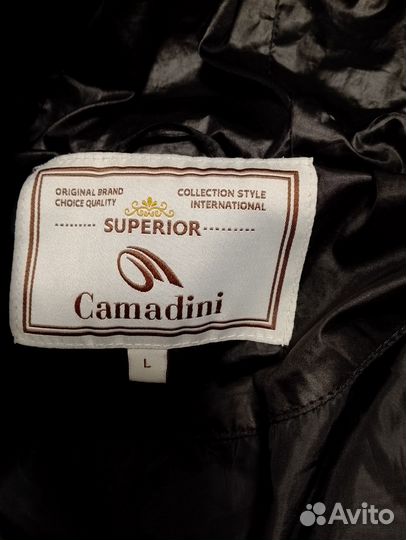 ORIGINAL BRAND
CHOICE QUALITY
COLLECTION STYLE
INTERNATIONAL
SUPERIOR
Camadini
L
Avito